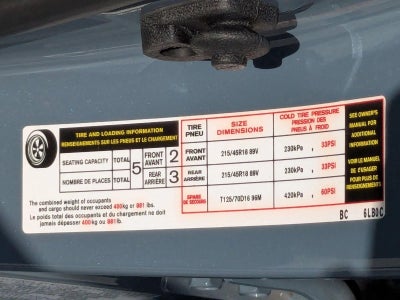 TIRE AND LOADING INFORMATION
RENSEIGNEMENTS SUR LES PNEUS ET LE CHARGEMENT
SEATING CAPACITY TOTAL 5 FRONT AVANT 2
NOMBRE DE PLACES TOTAL REAR ARRIÈRE 3
The combined weight of occupants
and cargo should never exceed 400kg or 881 lbs.
Le poids total des occupants et du chargement ne doit
jamais dépasser 400 kg ou 881 lb.
TIRE PNEU
SIZE DIMENSIONS
COLD TIRE PRESSURE
PRESSION DES
PNEUS À FROID
FRONT AVANT 215/45R18 89V 230kPa , 33PSI
REAR ARRIÈRE 215/45R18 89V 230kPa , 33PSI
SPARE DE SECOURS T125/70D16 96M 420kPa , 60PSI
SEE OWNER'S
MANUAL FOR
ADDITIONAL
INFORMATION
VOIR LE MANUEL
DE L'USAGER
POUR PLUS DE
RENSEIGNEMENTS
BC 6LB0C